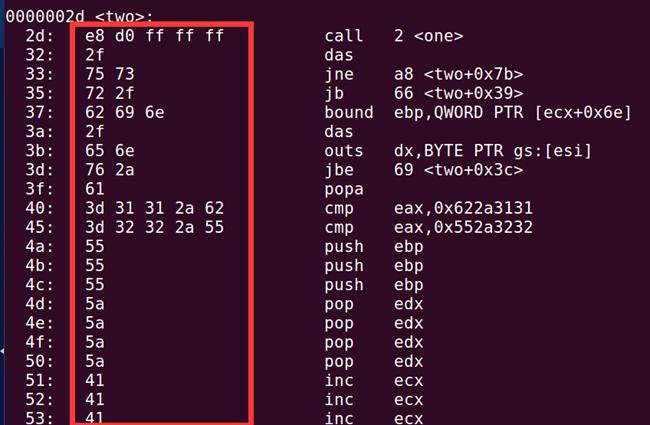 0000002d <two>:
2d: e8 d0 ff ff ff call 2 <one>
32: 2f das
33: 75 73 jne a8 <two+0x7b>
35: 72 2f jb 66 <two+0x39>
37: 62 69 6e bound ebp,QWORD PTR [ecx+0x6e]
3a: 2f das
3b: 65 6e outs dx,BYTE PTR gs:[esi]
3d: 76 2a jbe 69 <two+0x3c>
3f: 61 popa
40: 3d 31 31 2a 62 cmp eax,0x622a3131
45: 3d 32 32 2a 55 cmp eax,0x552a3232
4a: 55 push ebp
4b: 55 push ebp
4c: 55 push ebp
4d: 5a pop edx
4e: 5a pop edx
4f: 5a pop edx
50: 5a pop edx
51: 41 inc ecx
52: 41 inc ecx
53: 41 inc ecx